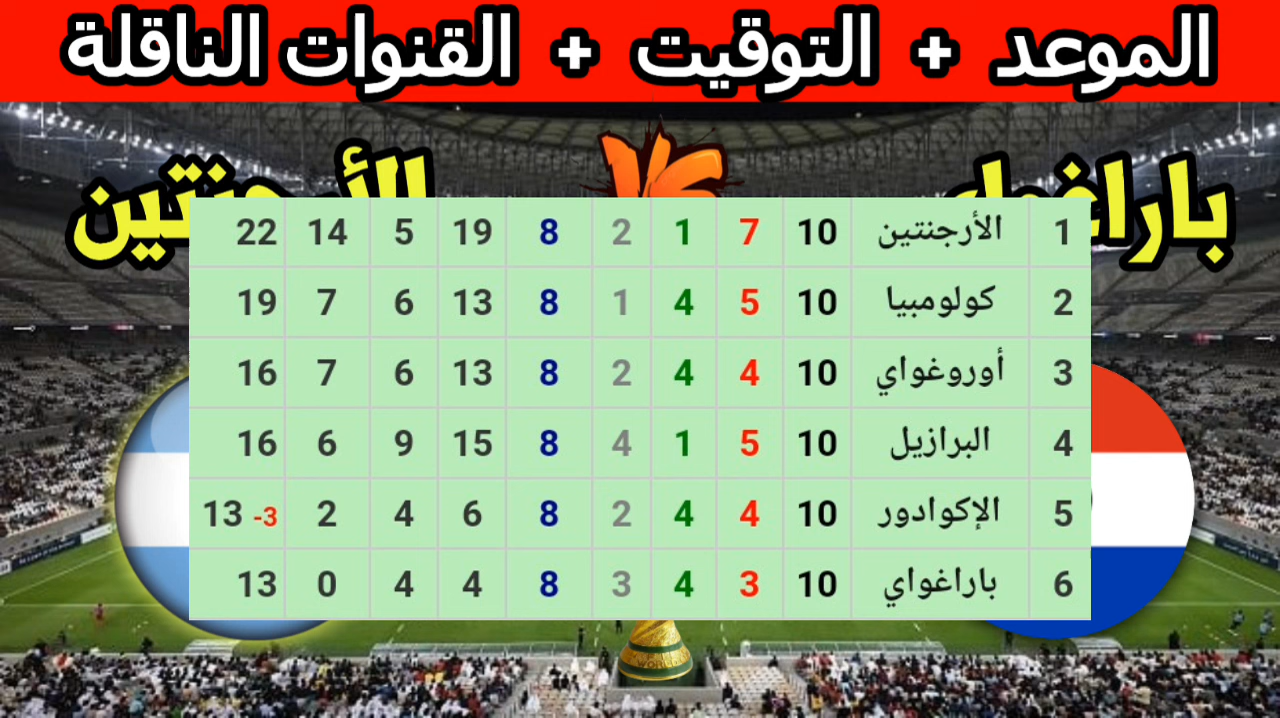 الموعد + التوقيت + القنوات الناقلة
باراغواي VS الأرجنتين
1 الأرجنتين 10 7 1 2 8 19 5 14 22
2 كولومبيا 10 5 4 1 8 13 6 7 19
3 أوروغواي 10 4 4 2 8 13 6 7 16
4 البرازيل 10 5 1 4 8 15 9 6 16
5 الإكوادور 10 4 4 2 8 6 4 2 13 -3
6 باراغواي 10 3 4 3 8 4 4 0 13